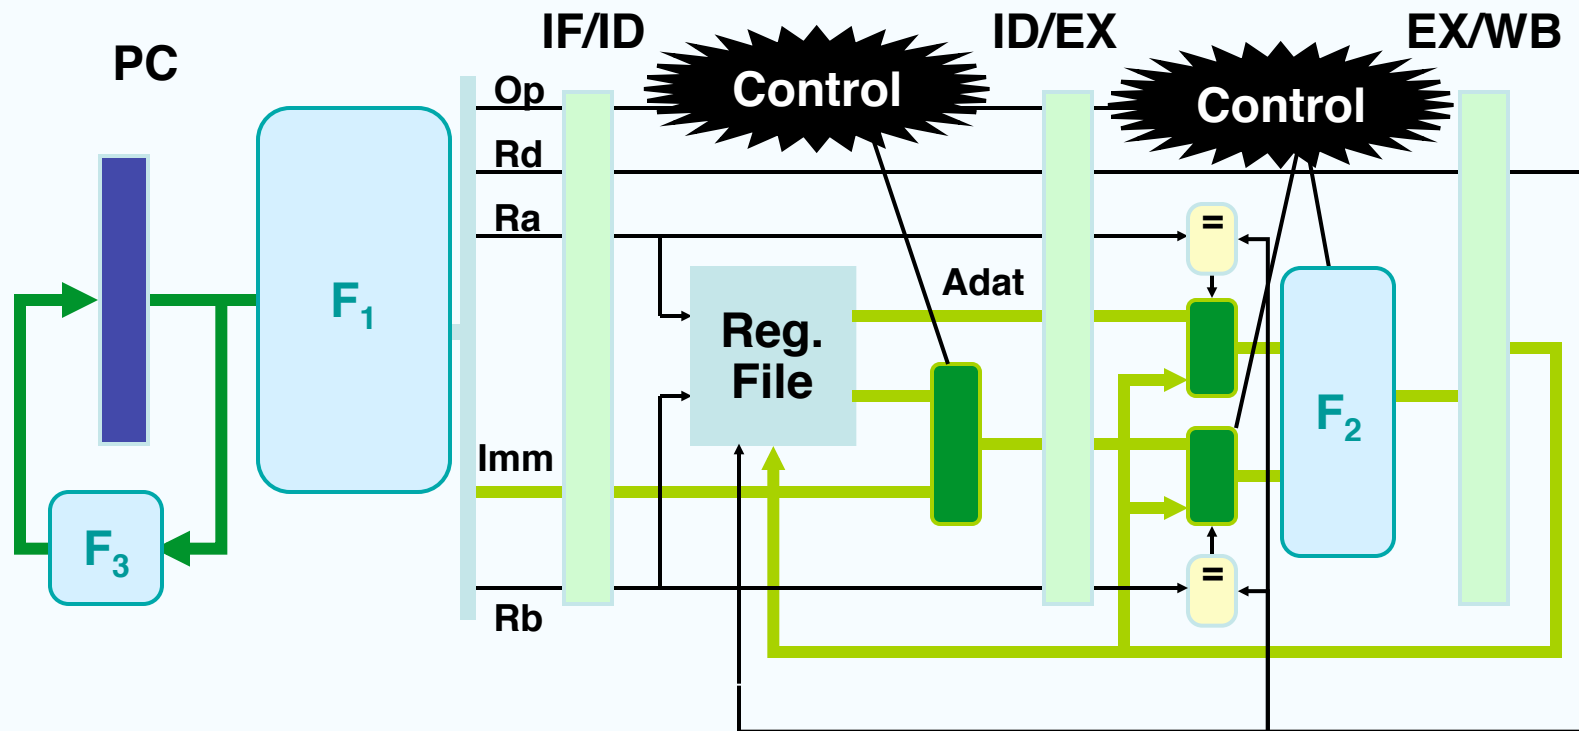 IF/ID
ID/EX
EX/WB
PC
Control
Control
Op
Rd
Ra
=
Adat
F1
Reg.
File
F2
Imm
F3
=
Rb